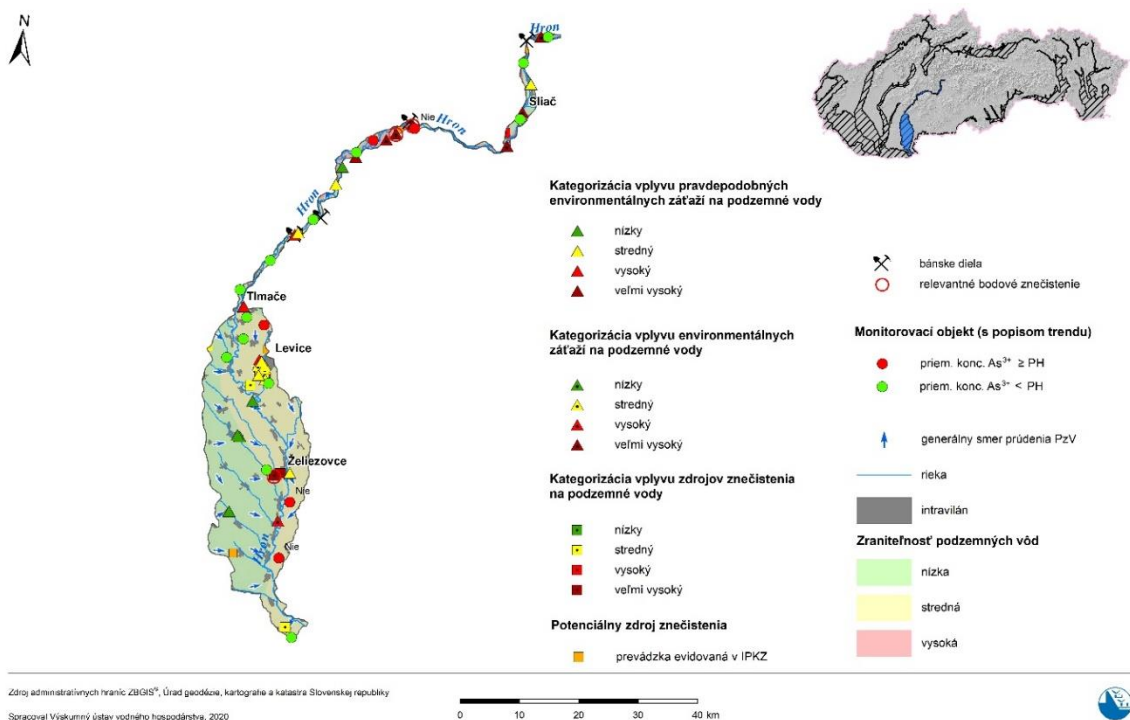 N
Hron
Sliač
Nie
Hron
Hron
Tlmače
Levice
Želiezovce
Nie
Nie
Hron
Kategorizácia vplyvu pravdepodobných
environmentálnych záťaží na podzemné vody
nízky
stredný
vysoký
veľmi vysoký
Kategorizácia vplyvu environmentálnych
záťaží na podzemné vody
nízky
stredný
vysoký
veľmi vysoký
Kategorizácia vplyvu zdrojov znečistenia
na podzemné vody
nízky
stredný
vysoký
veľmi vysoký
Potenciálny zdroj znečistenia
prevádzka evidovaná v IPKZ
bánske diela
relevantné bodové znečistenie
Monitorovací objekt (s popisom trendu)
priem. konc. As³⁺ ≥ PH
priem. konc. As³⁺ < PH
generálny smer prúdenia PzV
rieka
intravilán
Zraniteľnosť podzemných vôd
nízka
stredná
vysoká
Zdroj administratívnych hraníc ZBGIS®, Úrad geodézie, kartografie a katastra Slovenskej republiky
Spracoval Výskumný ústav vodného hospodárstva, 2020
0 10 20 30 40 km